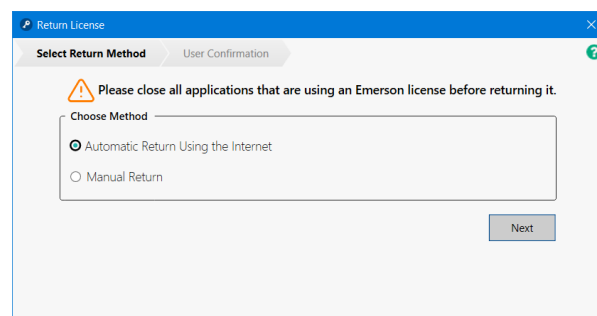 Return License
Select Return Method
User Confirmation
Please close all applications that are using an Emerson license before returning it.
Choose Method
Automatic Return Using the Internet
Manual Return
Next